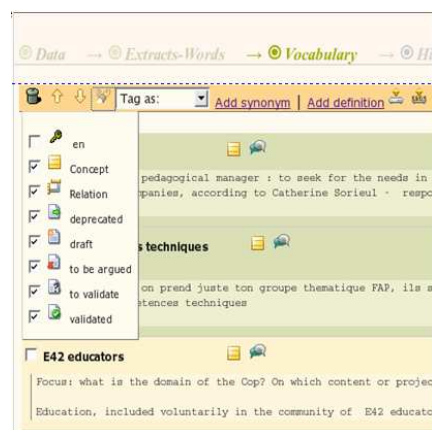 Data → Extracts-Words → Vocabulary →
Tag as: Add synonym | Add definition
en
Concept
pedagogical manager : to seek for the needs in
Relation
panies, according to Catherine Sorieul - respo
deprecated
draft
s techniques
to be argued
to validate
on prend juste ton groupe thematique FAP, ils s
etences techniques
validated
E42 educators
Focus: what is the domain of the Cop? On which content or projec
Education, included voluntarily in the community of E42 educato